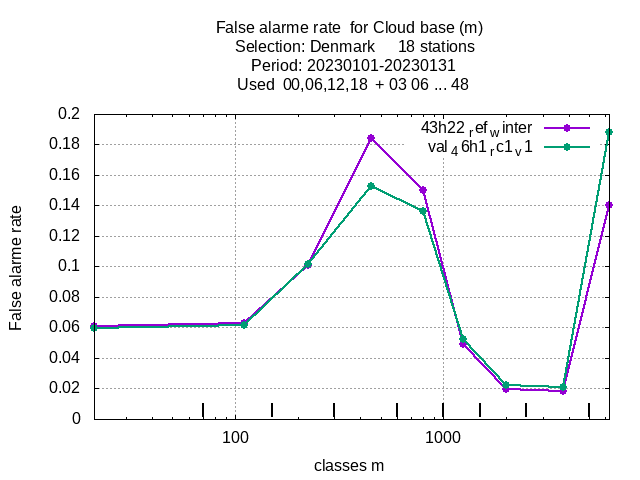 False alarme rate for Cloud base (m)
Selection: Denmark 18 stations
Period: 20230101-20230131
Used 00,06,12,18 + 03 06 ... 48
0.2
0.18
0.16
0.14
0.12
0.1
0.08
0.06
0.04
0.02
0
False alarme rate
43h22refwinter
val46h1rc1v1
100
1000
classes m